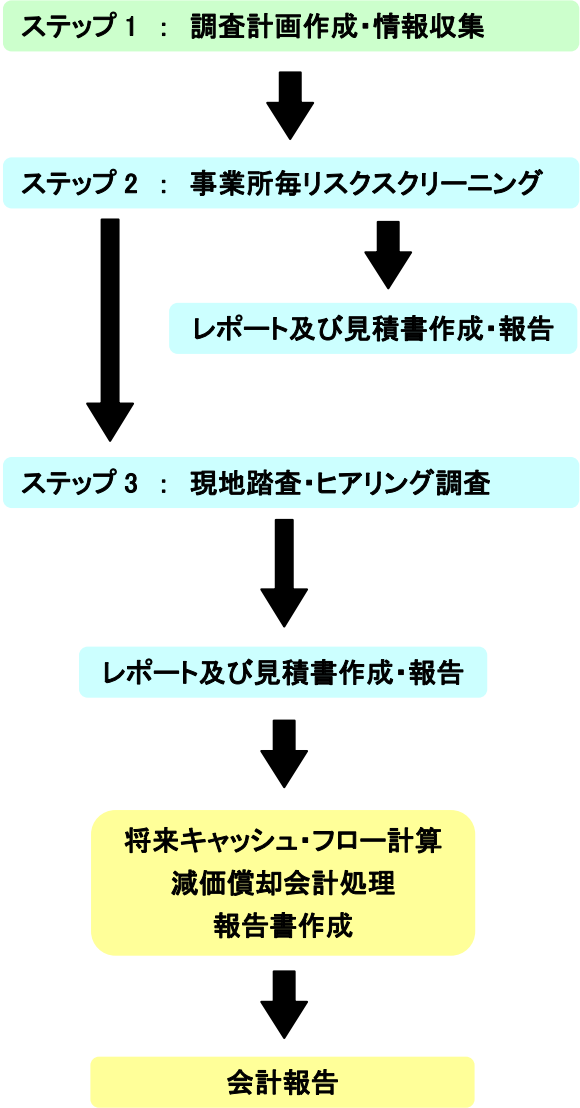 ステップ１ ： 調査計画作成・情報収集
ステップ２ ： 事業所毎リスクスクリーニング
レポート及び見積書作成・報告
ステップ３ ： 現地踏査・ヒアリング調査
レポート及び見積書作成・報告
将来キャッシュ・フロー計算
減価償却会計処理
報告書作成
会計報告